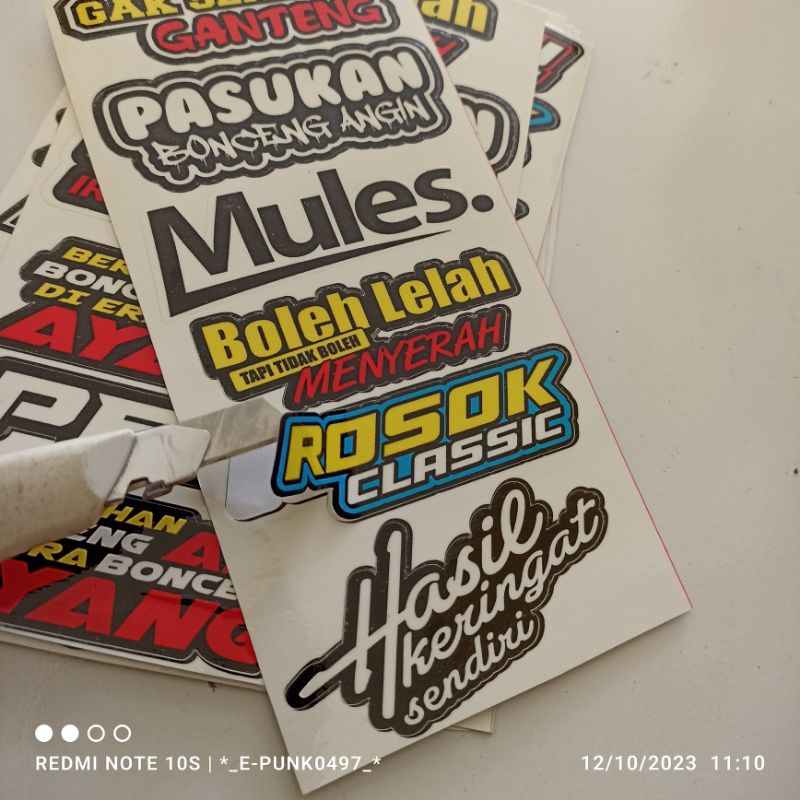 GANTENG
PASUKAN
BONCENG ANGIN
Mules.
Boleh Lelah
TAPI TIDAK BOLEH
MENYERAH
ROSOK
CLASSIC
Hasil
keringat
sendiri
DI
REDMI NOTE 10S | *_E-PUNK0497_*
12/10/2023 11:10